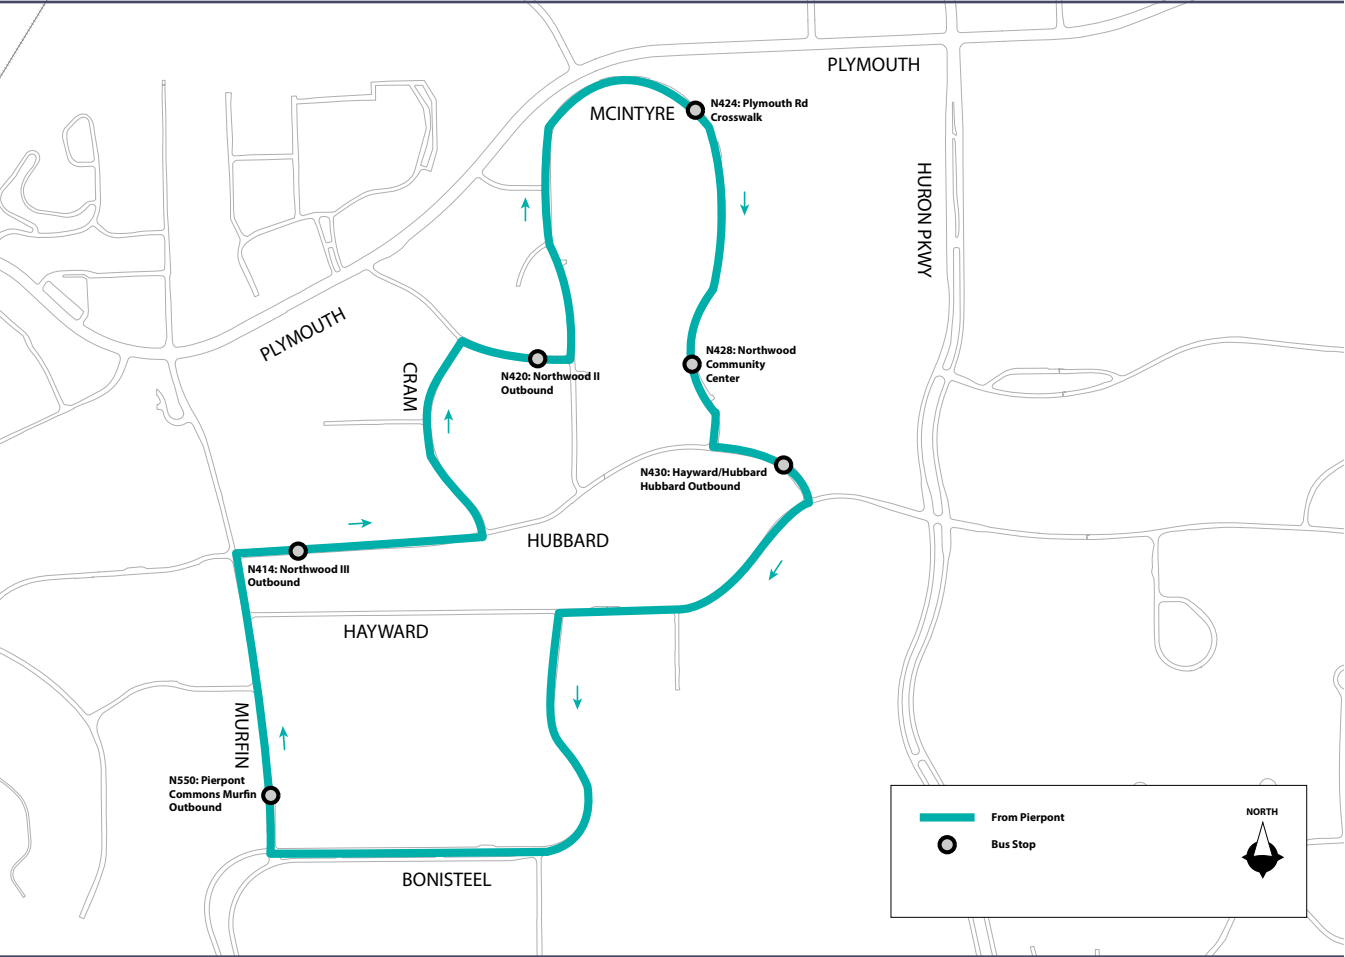 PLYMOUTH
N424: Plymouth Rd
Crosswalk
MCINTYRE
HURON PKWY
PLYMOUTH
N428: Northwood
Community
Center
CRAM
N420: Northwood II
Outbound
N430: Hayward/Hubbard
Hubbard Outbound
HUBBARD
N414: Northwood III
Outbound
HAYWARD
MURFIN
N550: Pierpont
Commons Murfin
Outbound
BONISTEEL
From Pierpont
Bus Stop
NORTH